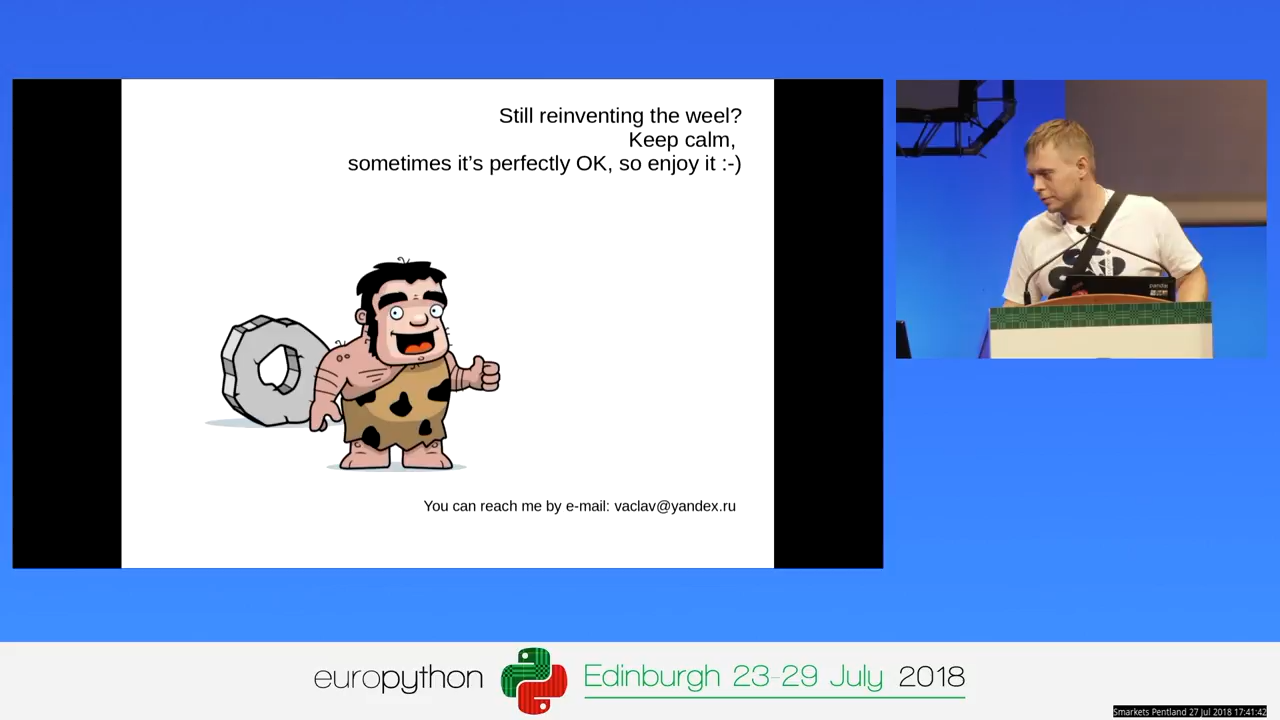 Still reinventing the weel?
Keep calm,
sometimes it's perfectly OK, so enjoy it :-)
You can reach me by e-mail: vaclav@yandex.ru
europython Edinburgh 23-29 July 2018
Smarkets Pentland 27 Jul 2018 17:41:42